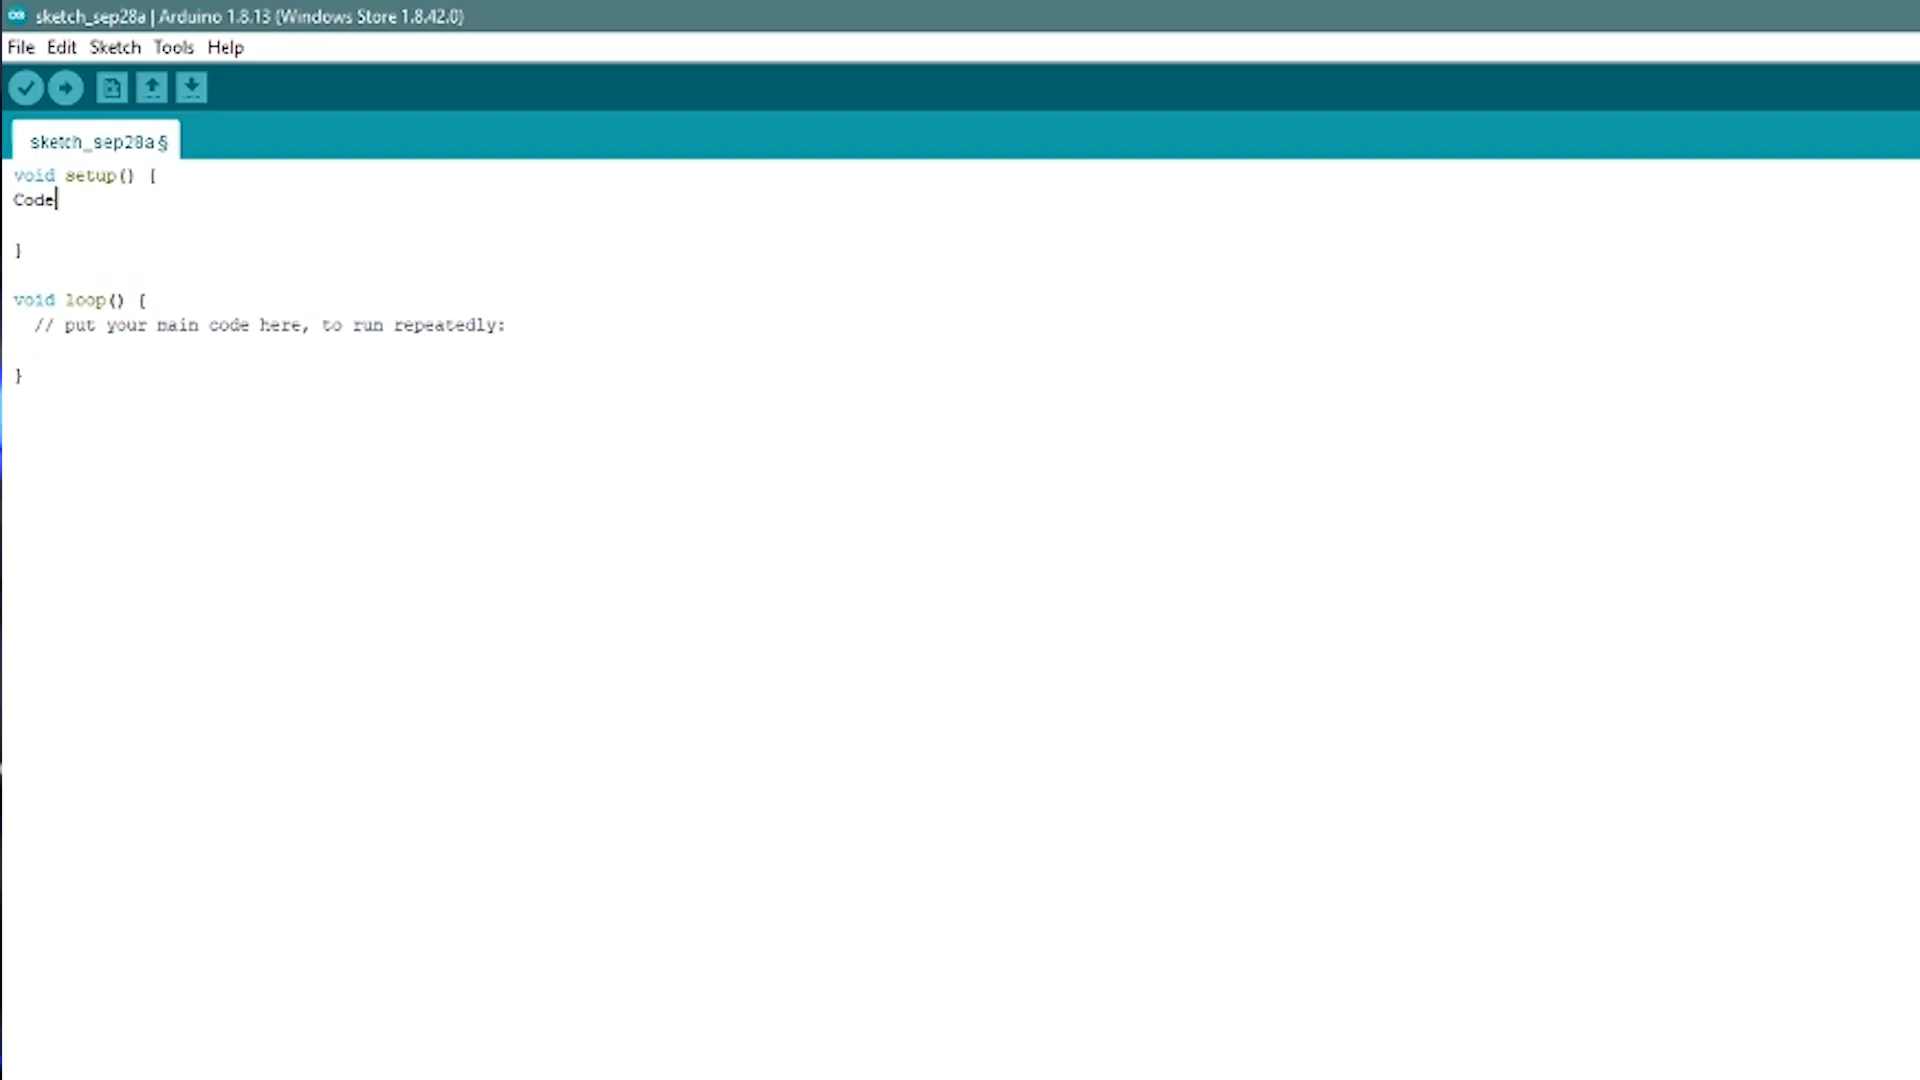 sketch_sep28a | Arduino 1.8.13 (Windows Store 1.8.42.0)
File Edit Sketch Tools Help
sketch_sep28a§
void setup() {
Code
}
void loop() {
// put your main code here, to run repeatedly:
}